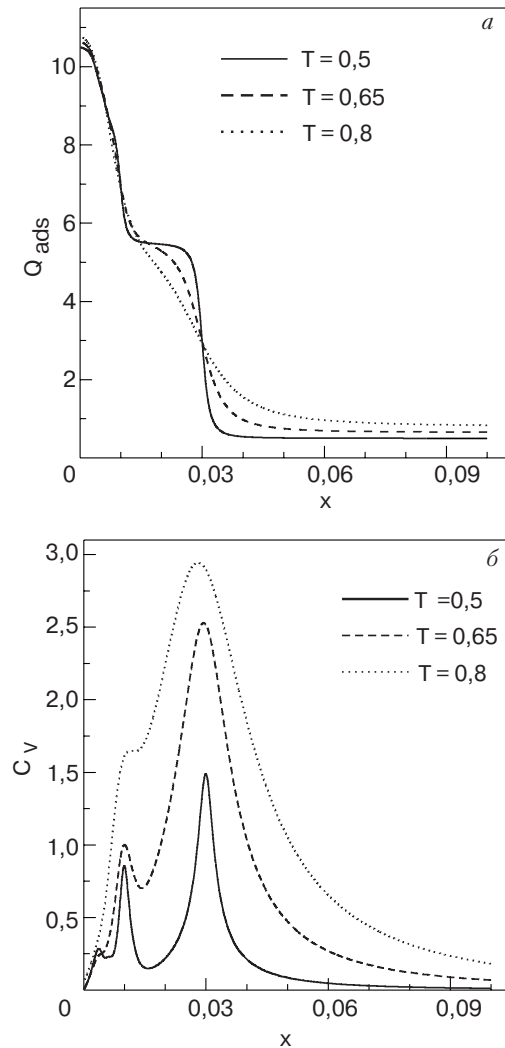 а
10
8
6
4
2
0
0,03
0,06
0,09
Q ads
x
T = 0,5
T = 0,65
T = 0,8
б
3,0
2,5
2,0
1,5
1,0
0,5
0
0,03
0,06
0,09
C V
x
T =0,5
T = 0,65
T = 0,8